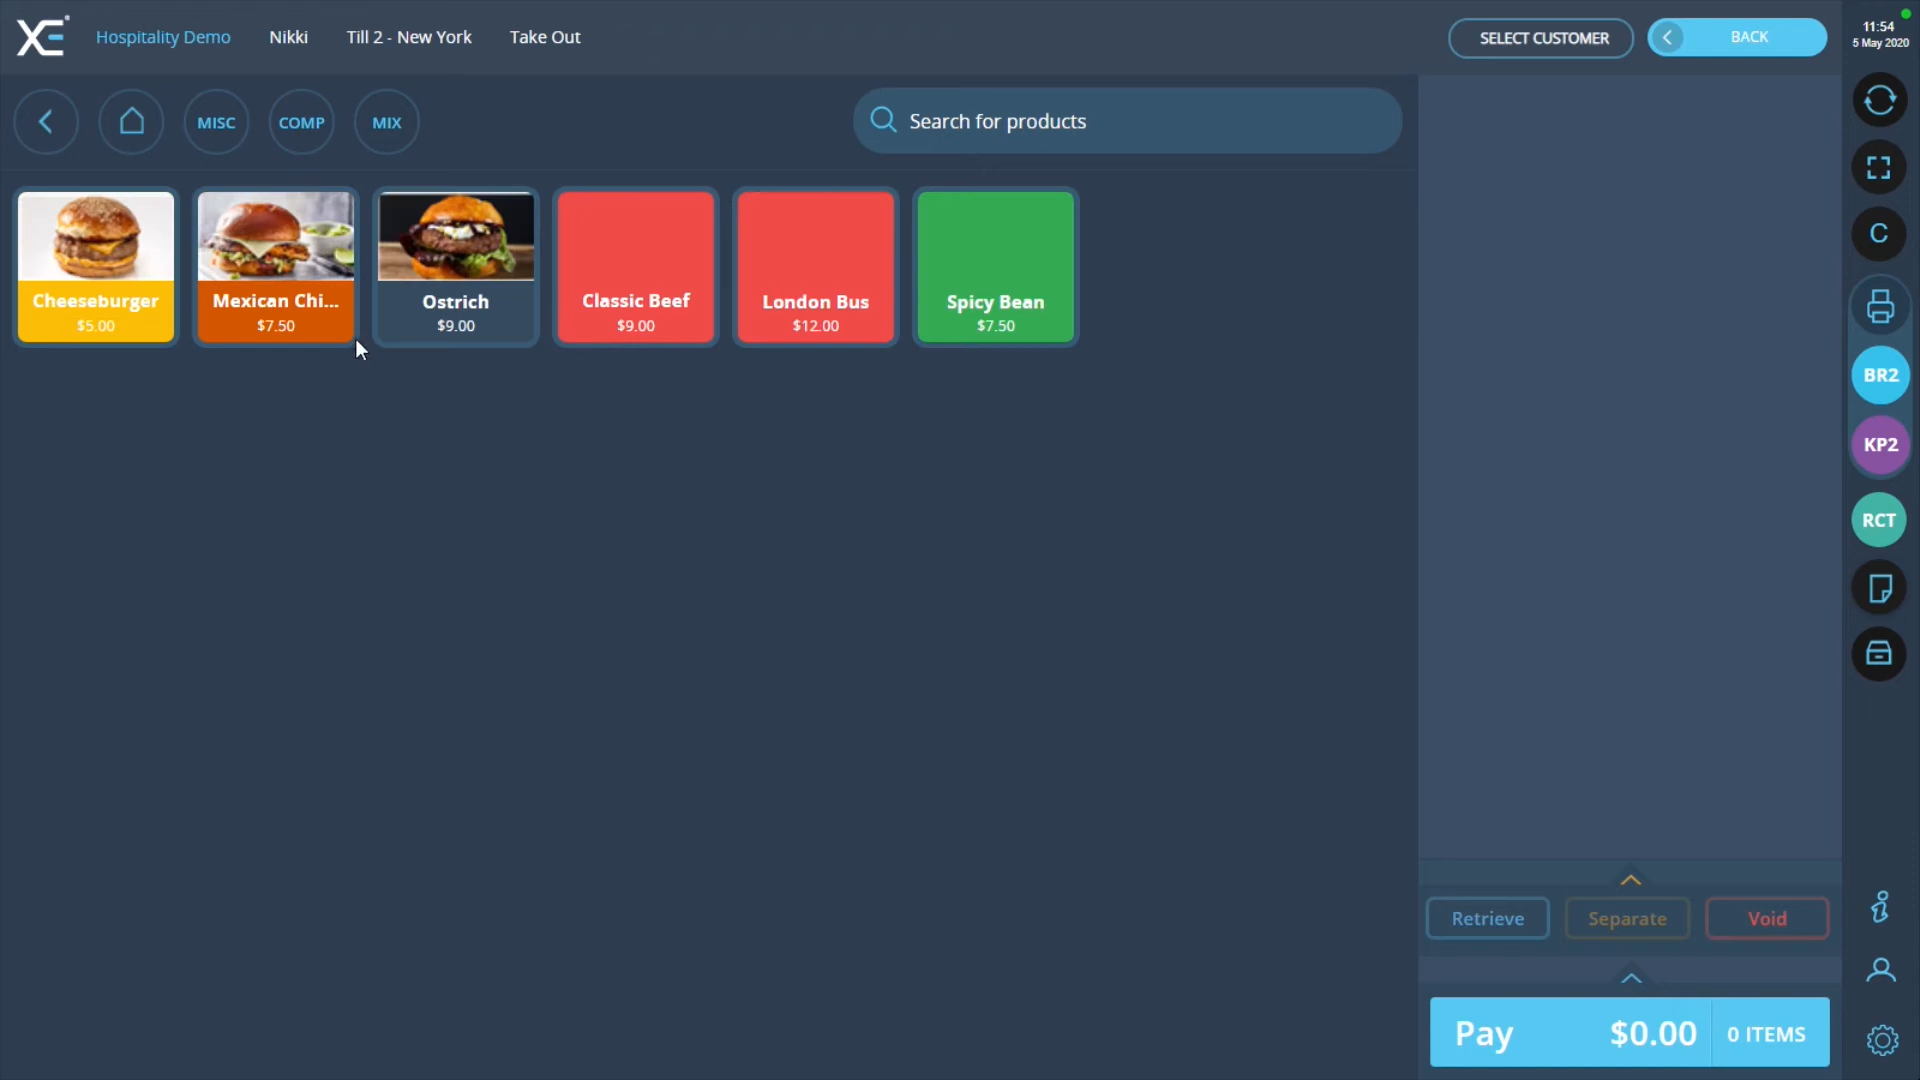 XE Hospitality Demo Nikki Till 2 - New York Take Out SELECT CUSTOMER BACK 11:54
5 May 2020
MISC COMP MIX Search for products
C
Cheeseburger Mexican Chi... Ostrich Classic Beef London Bus Spicy Bean
$5.00 $7.50 $9.00 $9.00 $12.00 $7.50
BR2
KP2
RCT
Retrieve Separate Void
Pay $0.00 0 ITEMS